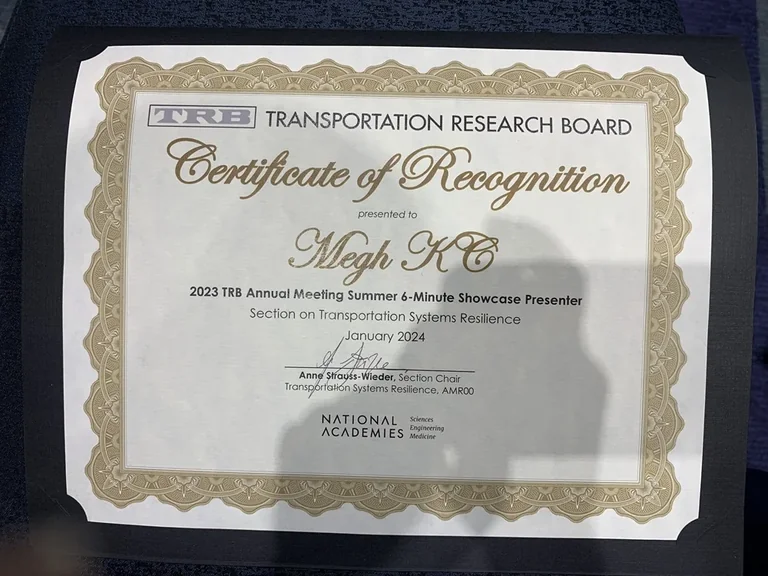 TRB TRANSPORTATION RESEARCH BOARD
Certificate of Recognition
presented to
Megh KC
2023 TRB Annual Meeting Summer 6-Minute Showcase Presenter
Section on Transportation Systems Resilience
January 2024
Anne Strauss-Wieder, Section Chair
Transportation Systems Resilience, AMR00
NATIONAL ACADEMIES
Sciences
Engineering
Medicine